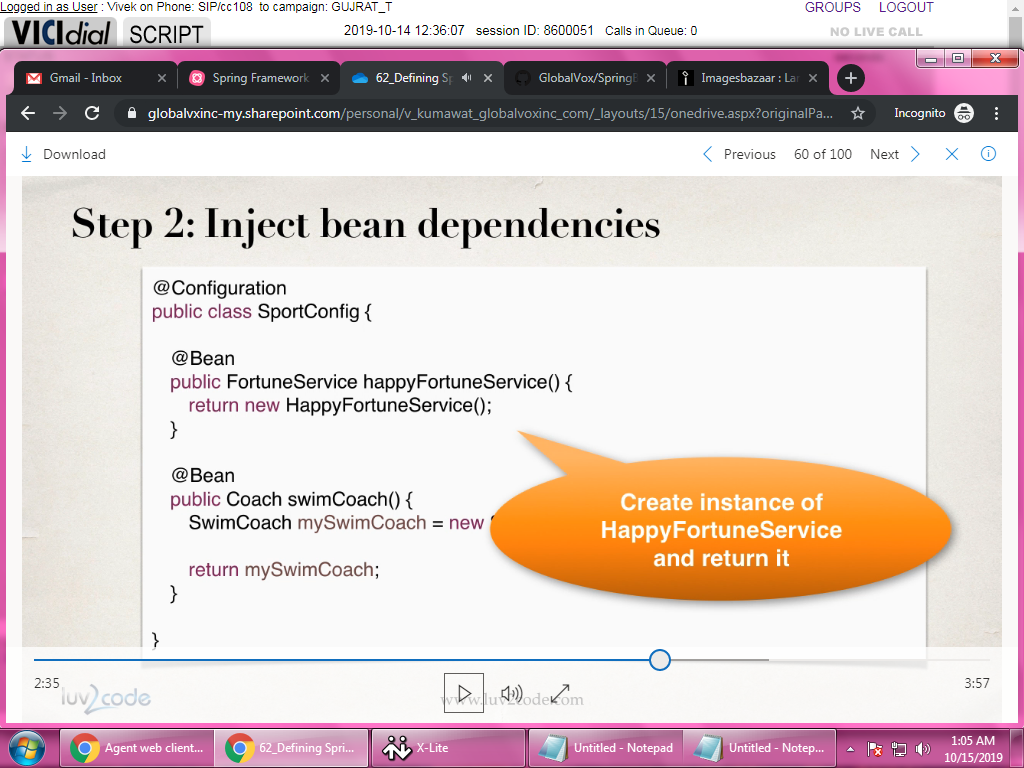 Logged in as User : Vivek on Phone: SIP/cc108 to campaign: GUJRAT_T
GROUPS LOGOUT
VICIdial SCRIPT
2019-10-14 12:36:07 session ID: 8600051 Calls in Queue: 0
NO LIVE CALL
Gmail - Inbox
Spring Framework
62_Defining Sp
GlobalVox/SpringB
Imagesbazaar : Lar
globalvxinc-my.sharepoint.com/personal/v_kumawat_globalvoxinc_com/_layouts/15/onedrive.aspx?originalPa...
Incognito
Download
Previous 60 of 100 Next
Step 2: Inject bean dependencies
@Configuration
public class SportConfig {
@Bean
public FortuneService happyFortuneService() {
return new HappyFortuneService();
}
@Bean
public Coach swimCoach() {
SwimCoach mySwimCoach = new
return mySwimCoach;
}
}
Create instance of
HappyFortuneService
and return it
2:35
3:57
luv2code
www.luv2code.com
Agent web client...
62_Defining Spri...
X-Lite
Untitled - Notepad
Untitled - Notep...
1:05 AM
10/15/2019